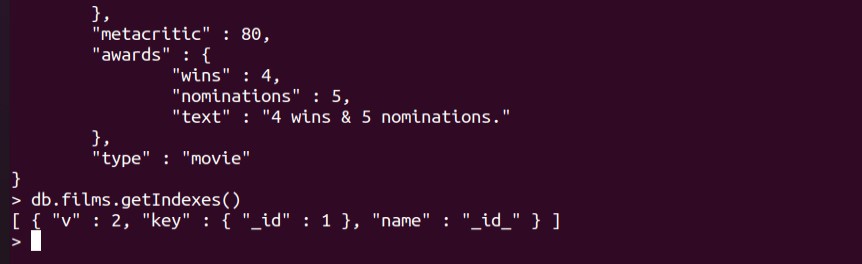 },
"metacritic" : 80,
"awards" : {
"wins" : 4,
"nominations" : 5,
"text" : "4 wins & 5 nominations."
},
"type" : "movie"
}
> db.films.getIndexes()
[ { "v" : 2, "key" : { "_id" : 1 }, "name" : "_id_" } ]
>